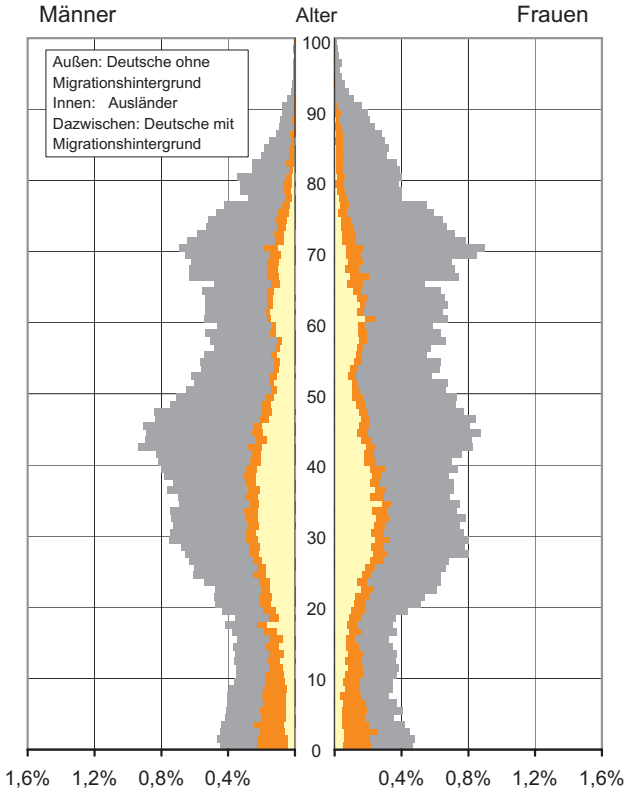 Männer Alter Frauen
Außen: Deutsche ohne
Migrationshintergrund
Innen: Ausländer
Dazwischen: Deutsche mit
Migrationshintergrund
100
90
80
70
60
50
40
30
20
10
0
1,6% 1,2% 0,8% 0,4% 0,4% 0,8% 1,2% 1,6%